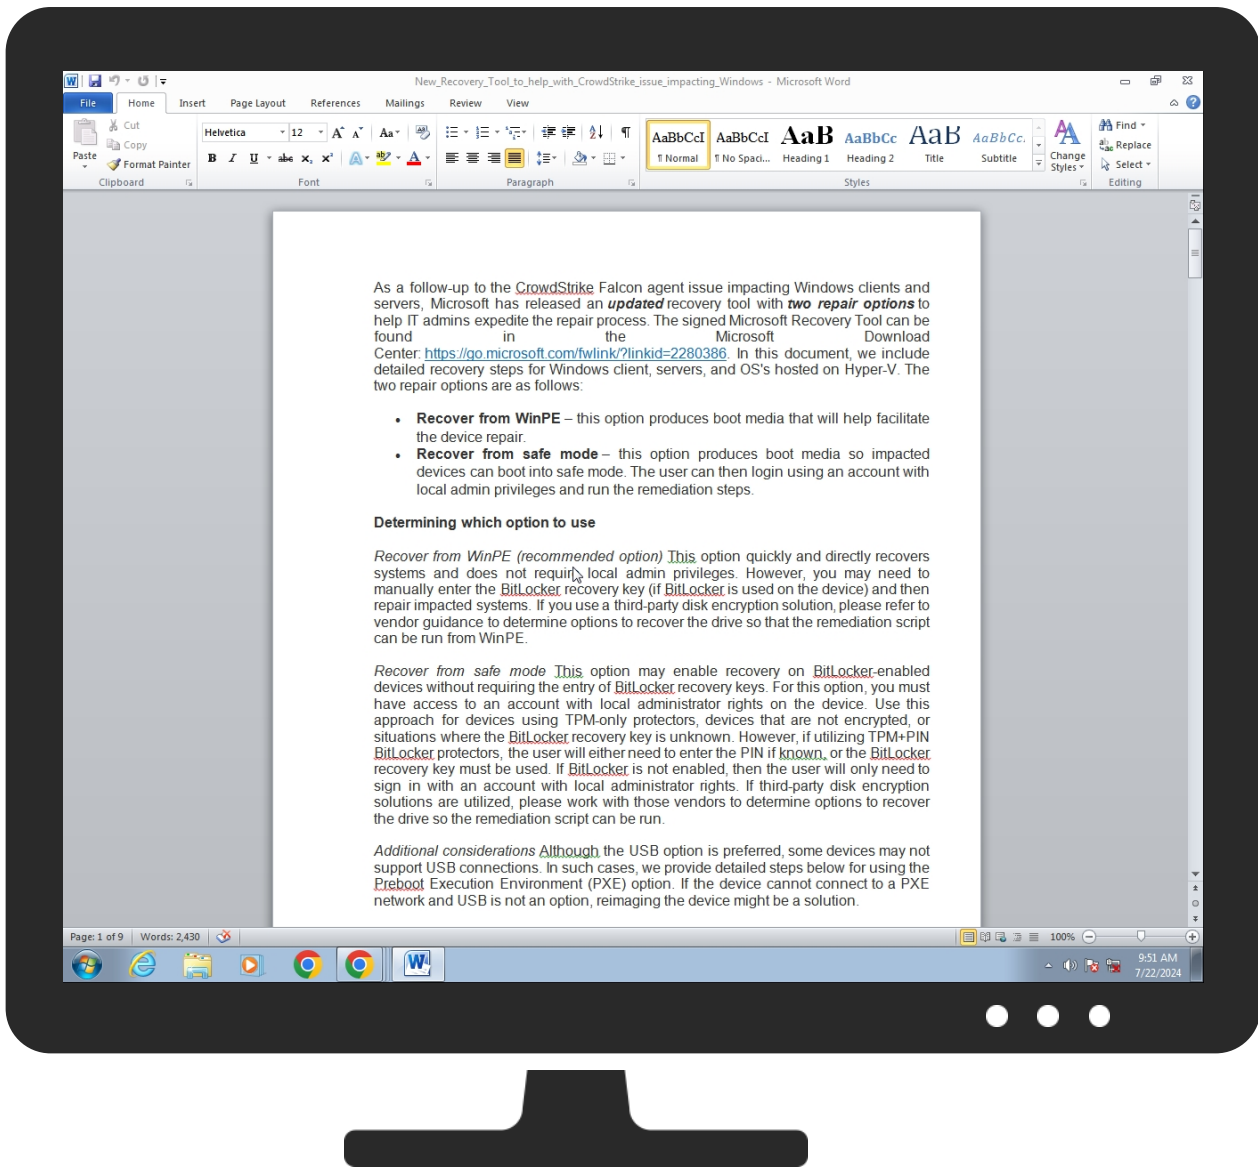 New_Recovery_Tool_to_help_with_CrowdStrike_issue_impacting_Windows - Microsoft Word
File Home Insert Page Layout References Mailings Review View
Cut
Copy
Paste
Format Painter
Clipboard
Helvetica 12
Font
Paragraph
AaBbCcI AaBbCcI AaB AaBbCc AaB AaBbCc.
¶ Normal ¶ No Spaci... Heading 1 Heading 2 Title Subtitle
Change Styles
Styles
Find
Replace
Select
Editing
As a follow-up to the CrowdStrike Falcon agent issue impacting Windows clients and
servers, Microsoft has released an updated recovery tool with two repair options to
help IT admins expedite the repair process. The signed Microsoft Recovery Tool can be
found in the Microsoft Download
Center: https://go.microsoft.com/fwlink/?linkid=2280386. In this document, we include
detailed recovery steps for Windows client, servers, and OS's hosted on Hyper-V. The
two repair options are as follows:
• Recover from WinPE – this option produces boot media that will help facilitate
the device repair.
• Recover from safe mode – this option produces boot media so impacted
devices can boot into safe mode. The user can then login using an account with
local admin privileges and run the remediation steps.
Determining which option to use
Recover from WinPE (recommended option) This option quickly and directly recovers
systems and does not require local admin privileges. However, you may need to
manually enter the BitLocker recovery key (if BitLocker is used on the device) and then
repair impacted systems. If you use a third-party disk encryption solution, please refer to
vendor guidance to determine options to recover the drive so that the remediation script
can be run from WinPE.
Recover from safe mode This option may enable recovery on BitLocker-enabled
devices without requiring the entry of BitLocker recovery keys. For this option, you must
have access to an account with local administrator rights on the device. Use this
approach for devices using TPM-only protectors, devices that are not encrypted, or
situations where the BitLocker recovery key is unknown. However, if utilizing TPM+PIN
BitLocker protectors, the user will either need to enter the PIN if known, or the BitLocker
recovery key must be used. If BitLocker is not enabled, then the user will only need to
sign in with an account with local administrator rights. If third-party disk encryption
solutions are utilized, please work with those vendors to determine options to recover
the drive so the remediation script can be run.
Additional considerations Although the USB option is preferred, some devices may not
support USB connections. In such cases, we provide detailed steps below for using the
Preboot Execution Environment (PXE) option. If the device cannot connect to a PXE
network and USB is not an option, reimaging the device might be a solution.
Page: 1 of 9 Words: 2,430 100%
9:51 AM
7/22/2024